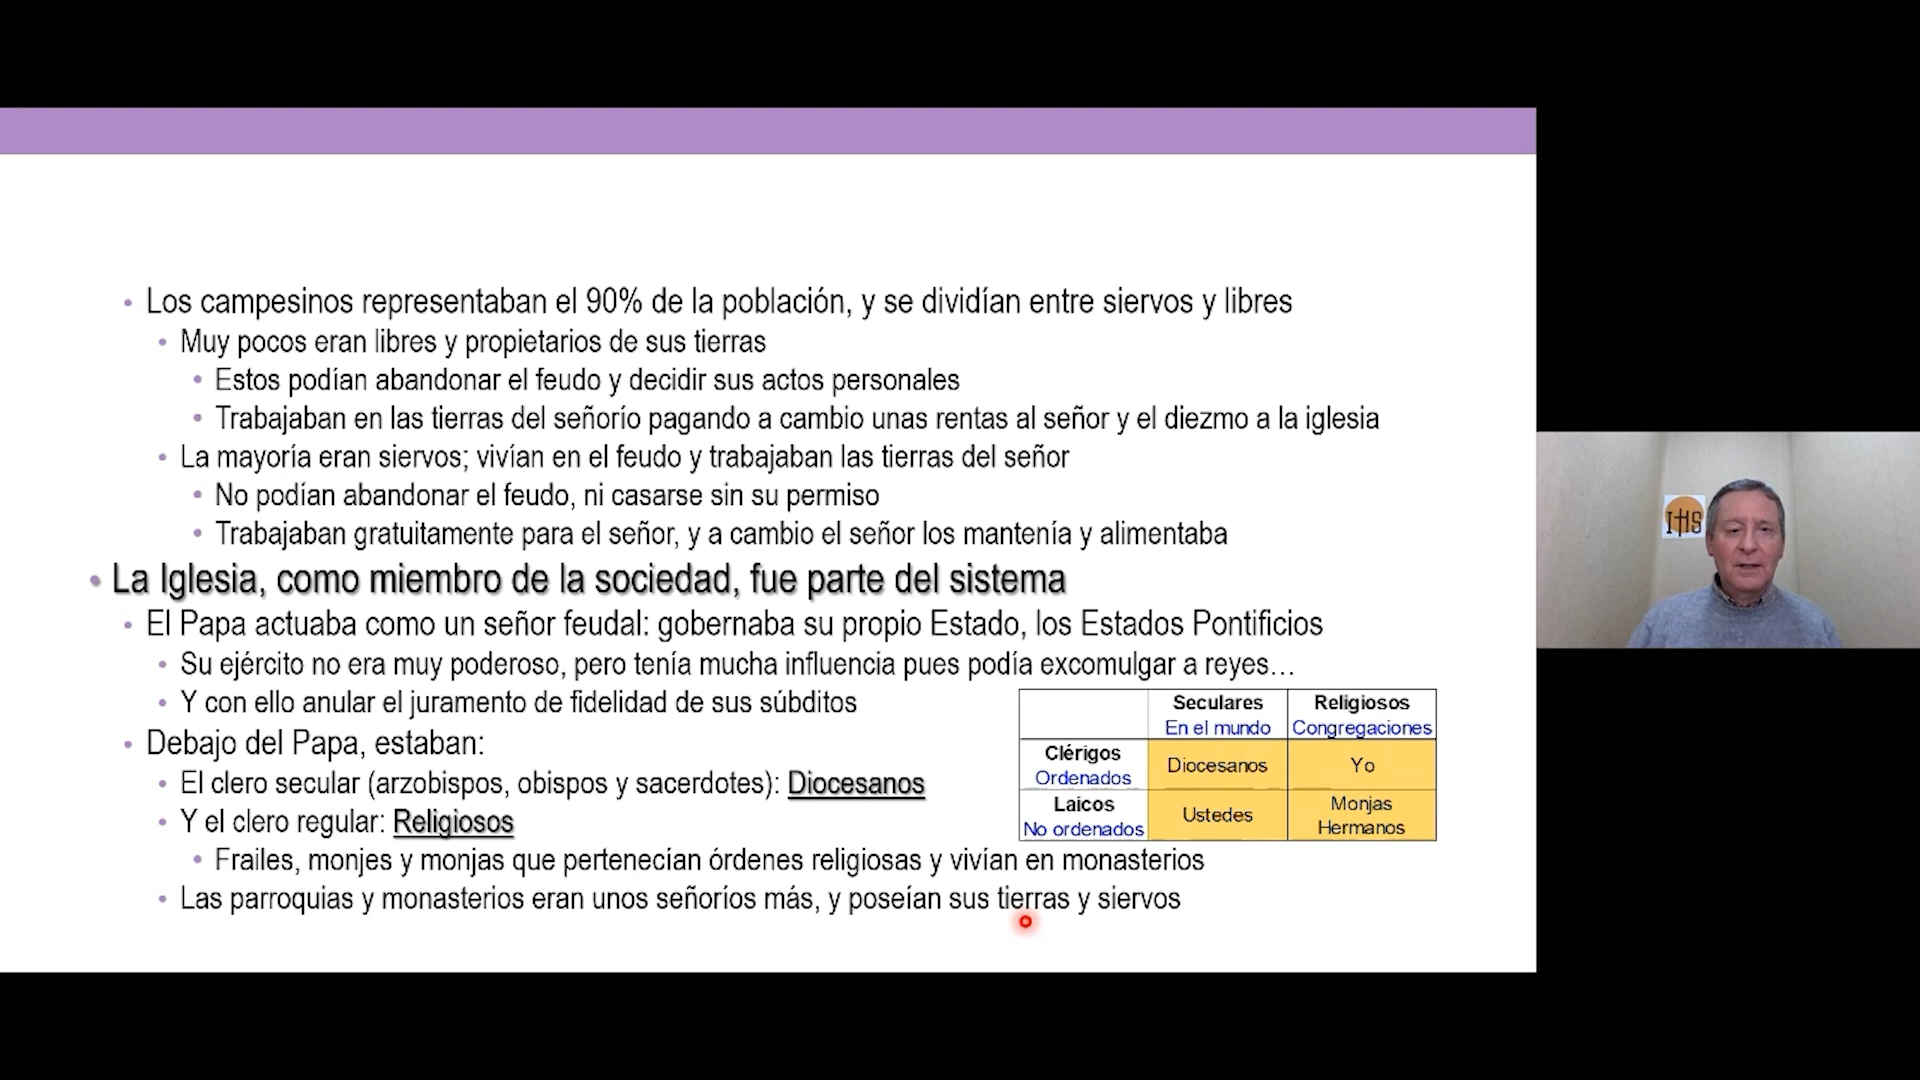 • Los campesinos representaban el 90% de la población, y se dividían entre siervos y libres
• Muy pocos eran libres y propietarios de sus tierras
• Estos podían abandonar el feudo y decidir sus actos personales
• Trabajaban en las tierras del señorío pagando a cambio unas rentas al señor y el diezmo a la iglesia
• La mayoría eran siervos; vivían en el feudo y trabajaban las tierras del señor
• No podían abandonar el feudo, ni casarse sin su permiso
• Trabajaban gratuitamente para el señor, y a cambio el señor los mantenía y alimentaba
• La Iglesia, como miembro de la sociedad, fue parte del sistema
• El Papa actuaba como un señor feudal: gobernaba su propio Estado, los Estados Pontificios
• Su ejército no era muy poderoso, pero tenía mucha influencia pues podía excomulgar a reyes…
• Y con ello anular el juramento de fidelidad de sus súbditos
• Debajo del Papa, estaban:
• El clero secular (arzobispos, obispos y sacerdotes): Diocesanos
• Y el clero regular: Religiosos
• Frailes, monjes y monjas que pertenecían órdenes religiosas y vivían en monasterios
• Las parroquias y monasterios eran unos señoríos más, y poseían sus tierras y siervos
Seculares Religiosos
En el mundo Congregaciones
Clérigos
Ordenados
Diocesanos Yo
Laicos
No ordenados
Ustedes
Monjas
Hermanos
IHS